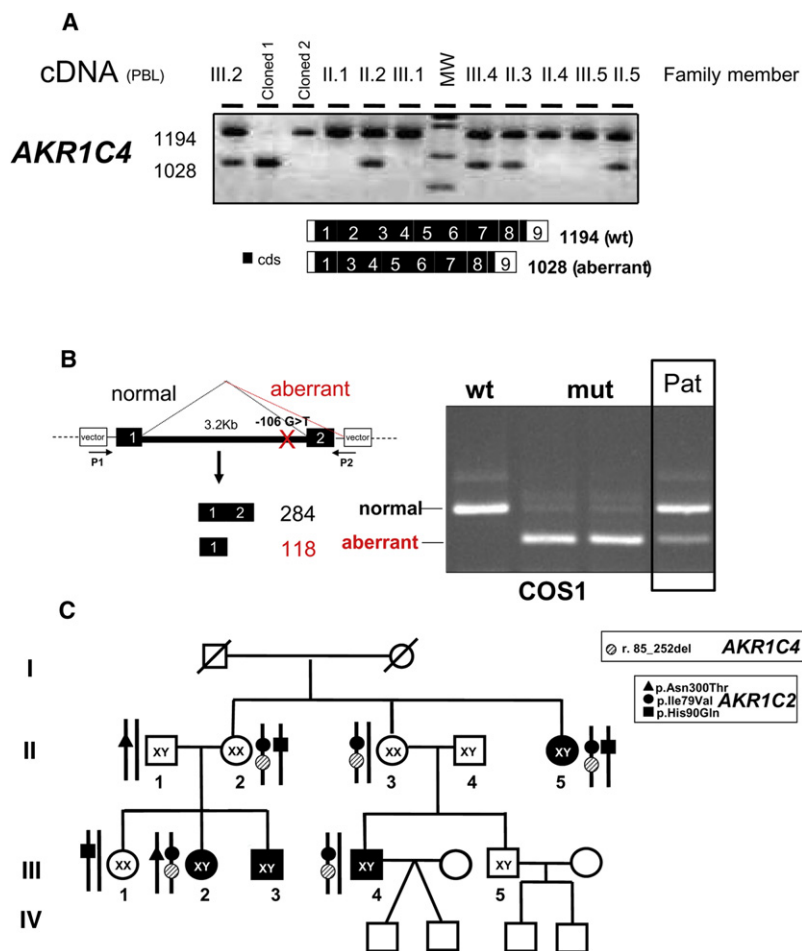 A
cDNA (PBL) III.2 Cloned 1 Cloned 2 II.1 II.2 III.1 MW III.4 II.3 II.4 III.5 II.5 Family member
AKR1C4
1194
1028
1 2 3 4 5 6 7 8 9 1194 (wt)
cds
1 3 4 5 6 7 8 9 1028 (aberrant)
B
normal aberrant
3.2Kb -106 G>T
vector 1 X 2 vector
P1 P2
1 2 284
1 118
wt mut Pat
normal
aberrant
COS1
C
r. 85_252del AKR1C4
p.Asn300Thr
p.Ile79Val AKR1C2
p.His90Gln
I
II
XY XX XX XY XY
1 2 3 4 5
III
XX XY XY XY XY
1 2 3 4 5
IV